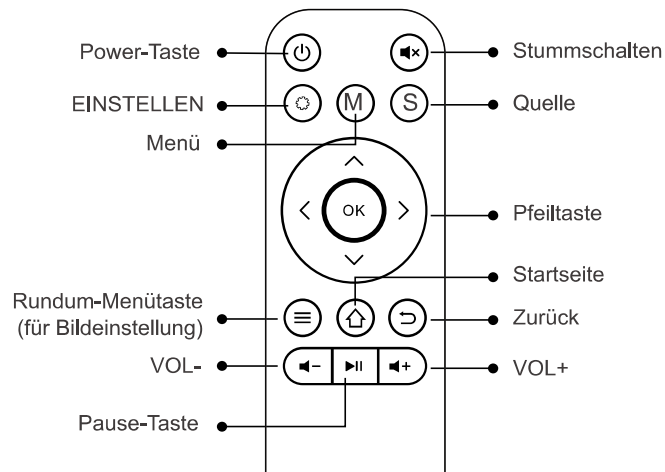 Power-Taste
Stummschalten
EINSTELLEN
M
S
Quelle
Menü
OK
Pfeiltaste
Startseite
Rundum-Menütaste
(für Bildeinstellung)
Zurück
VOL-
VOL+
Pause-Taste